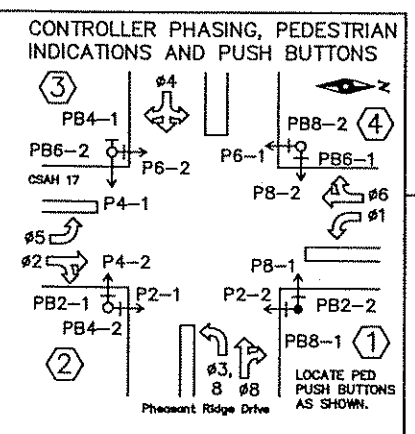 CONTROLLER PHASING, PEDESTRIAN
INDICATIONS AND PUSH BUTTONS
3
ø4
N
PB4-1
PB8-2
4
PB6-2
P6-2
P6-1
PB6-1
CSAH 17
P4-1
P8-2
ø6
ø1
ø5
ø2
P4-2
P8-1
PB2-1
P2-1
P2-2
PB2-2
PB4-2
PB8-1
1
2
ø3,
8
ø8
LOCATE PED
PUSH BUTTONS
AS SHOWN.
Pheasant Ridge Drive